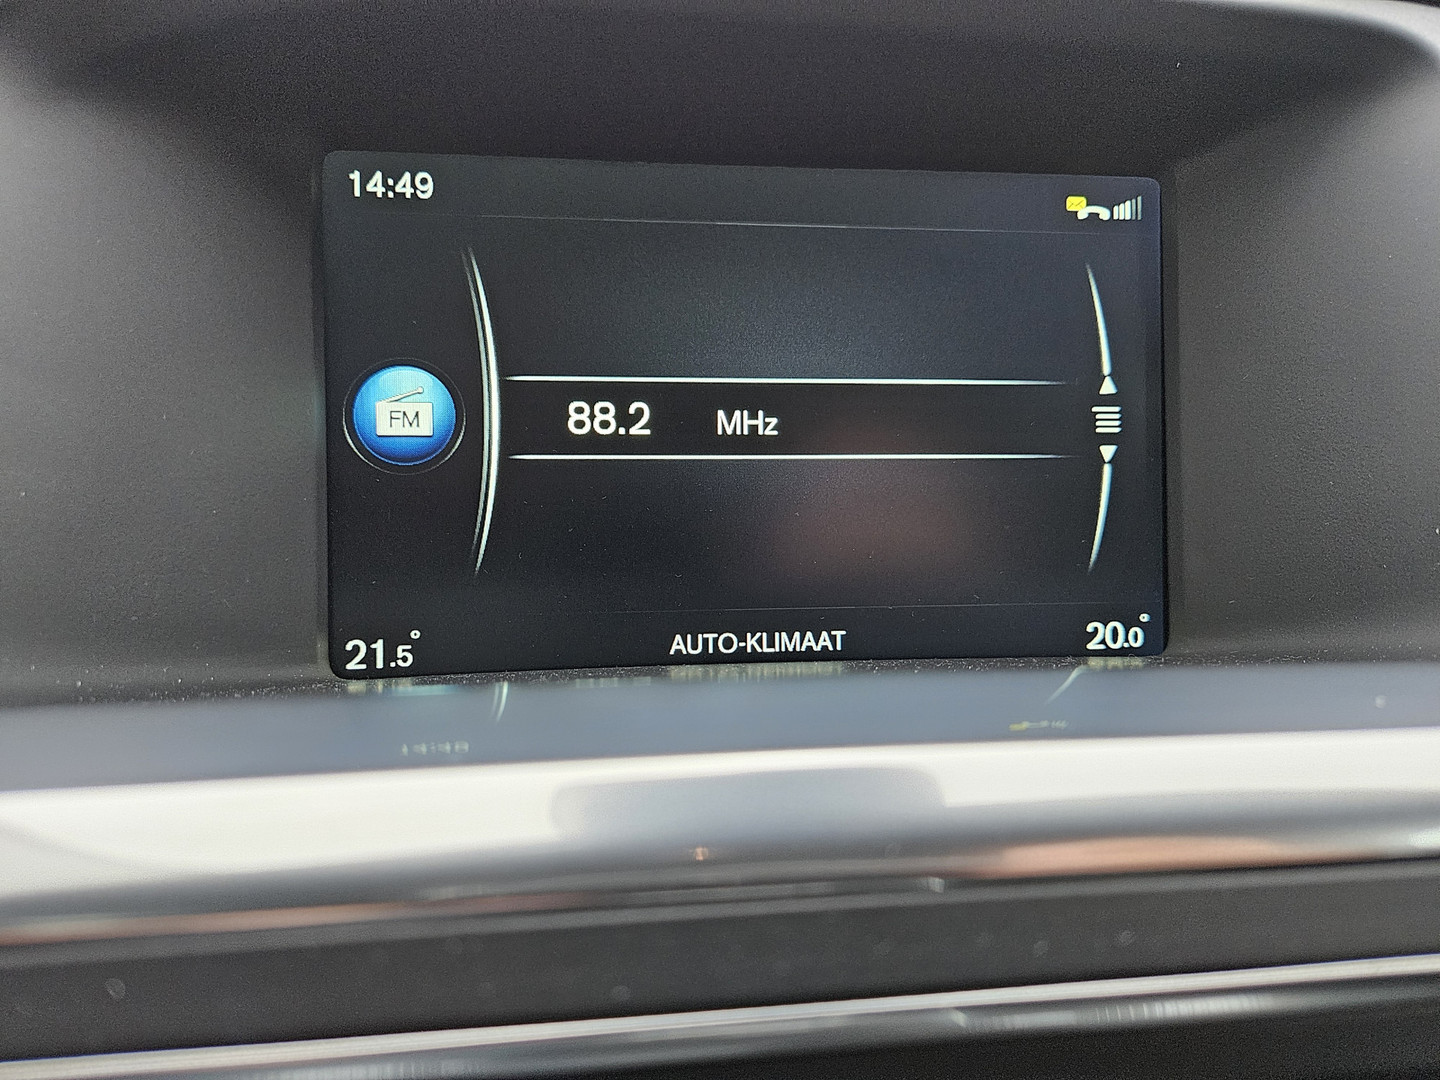 14:49
FM
88.2 MHz
21.5° AUTO-KLIMAAT 20.0°